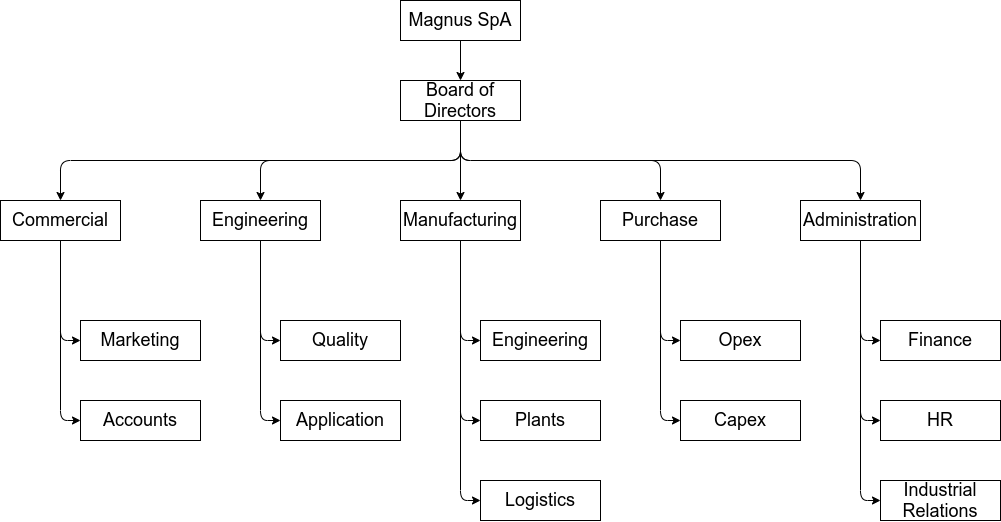 Magnus SpA
Board of
Directors
Commercial
Engineering
Manufacturing
Purchase
Administration
Marketing
Quality
Engineering
Opex
Finance
Accounts
Application
Plants
Capex
HR
Logistics
Industrial
Relations